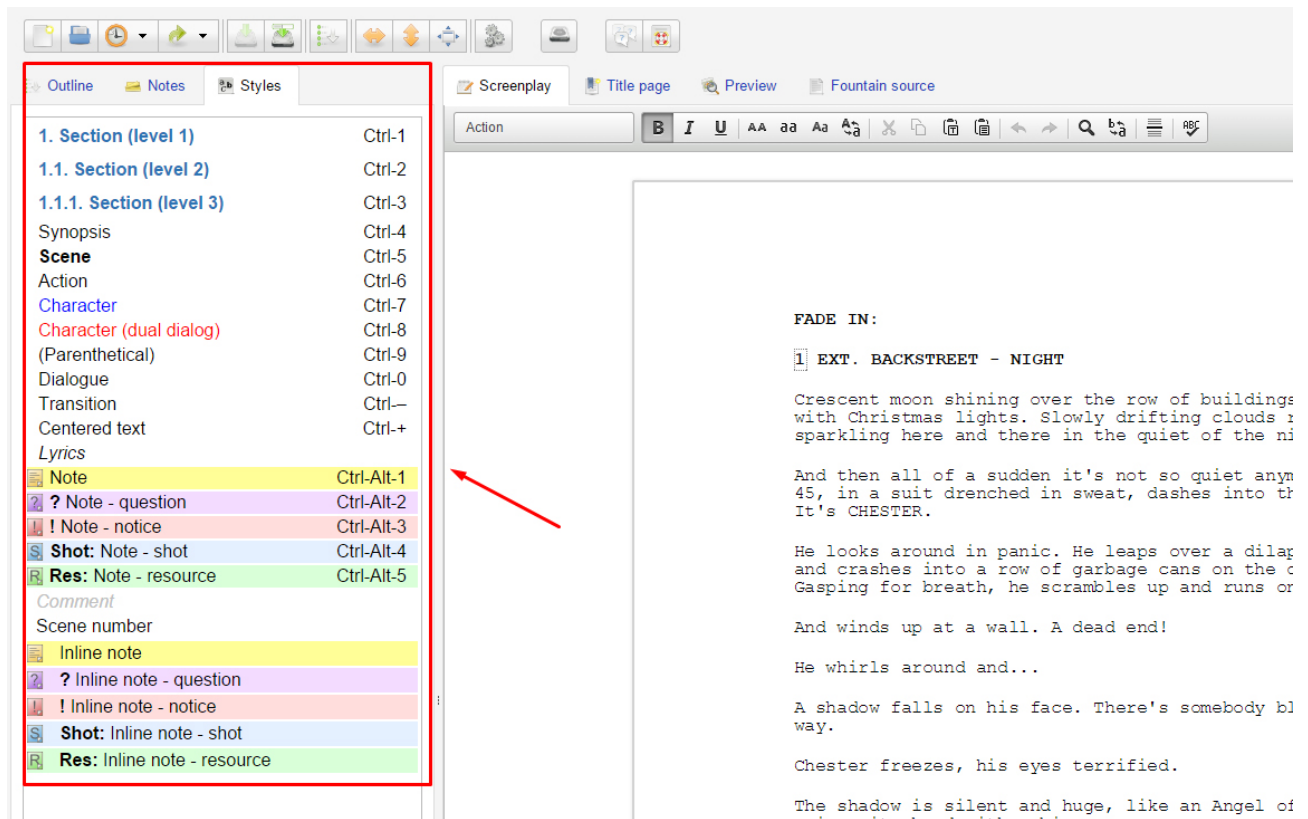 Outline Notes Styles
1. Section (level 1) Ctrl-1
1.1. Section (level 2) Ctrl-2
1.1.1. Section (level 3) Ctrl-3
Synopsis Ctrl-4
Scene Ctrl-5
Action Ctrl-6
Character Ctrl-7
Character (dual dialog) Ctrl-8
(Parenthetical) Ctrl-9
Dialogue Ctrl-0
Transition Ctrl-–
Centered text Ctrl-+
Lyrics
Note Ctrl-Alt-1
? Note - question Ctrl-Alt-2
! Note - notice Ctrl-Alt-3
S Shot: Note - shot Ctrl-Alt-4
R Res: Note - resource Ctrl-Alt-5
Comment
Scene number
Inline note
? Inline note - question
! Inline note - notice
S Shot: Inline note - shot
R Res: Inline note - resource
Screenplay Title page Preview Fountain source
Action B I U AA aa Aa ABC
FADE IN:
1 EXT. BACKSTREET - NIGHT
Crescent moon shining over the row of buildings
with Christmas lights. Slowly drifting clouds
sparkling here and there in the quiet of the
And then all of a sudden it's not so quiet
45, in a suit drenched in sweat, dashes into
It's CHESTER.
He looks around in panic. He leaps over a
and crashes into a row of garbage cans on the
Gasping for breath, he scrambles up and runs
And winds up at a wall. A dead end!
He whirls around and...
A shadow falls on his face. There's somebody
way.
Chester freezes, his eyes terrified.
The shadow is silent and huge, like an Angel of